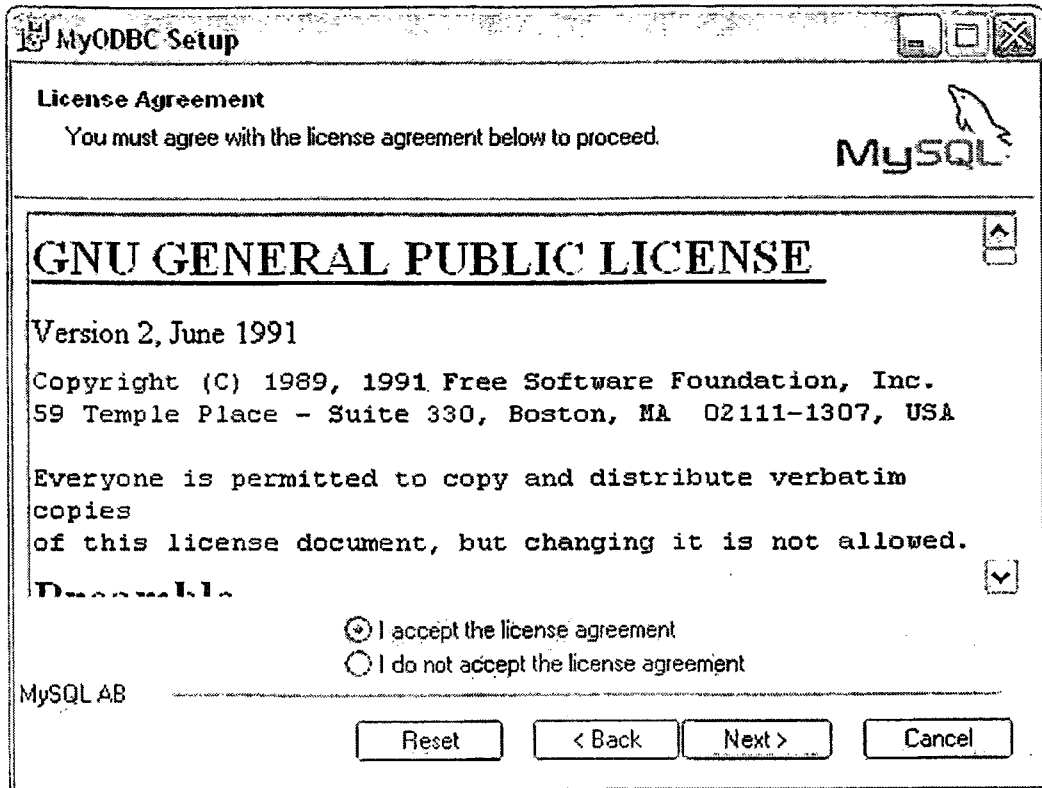 MyODBC Setup
License Agreement
You must agree with the license agreement below to proceed.
MySQL
GNU GENERAL PUBLIC LICENSE
Version 2, June 1991
Copyright (C) 1989, 1991 Free Software Foundation, Inc.
59 Temple Place - Suite 330, Boston, MA  02111-1307, USA
Everyone is permitted to copy and distribute verbatim
copies
of this license document, but changing it is not allowed.
Preamble
I accept the license agreement
I do not accept the license agreement
MySQL AB
Reset
< Back
Next >
Cancel